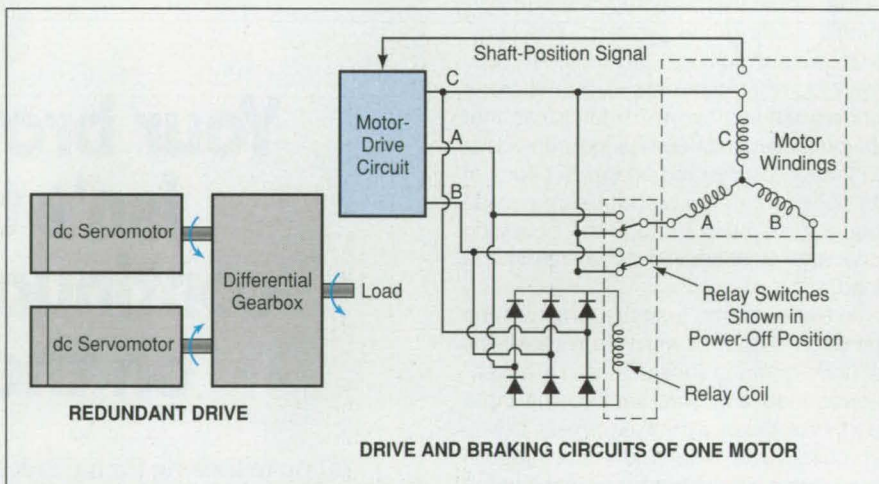 Shaft-Position Signal
C
Motor-
Drive
Circuit
A
B
C
Motor
Windings
A
B
dc Servomotor
Differential
Gearbox
Load
dc Servomotor
Relay Switches
Shown in
Power-Off Position
Relay Coil
REDUNDANT DRIVE
DRIVE AND BRAKING CIRCUITS OF ONE MOTOR